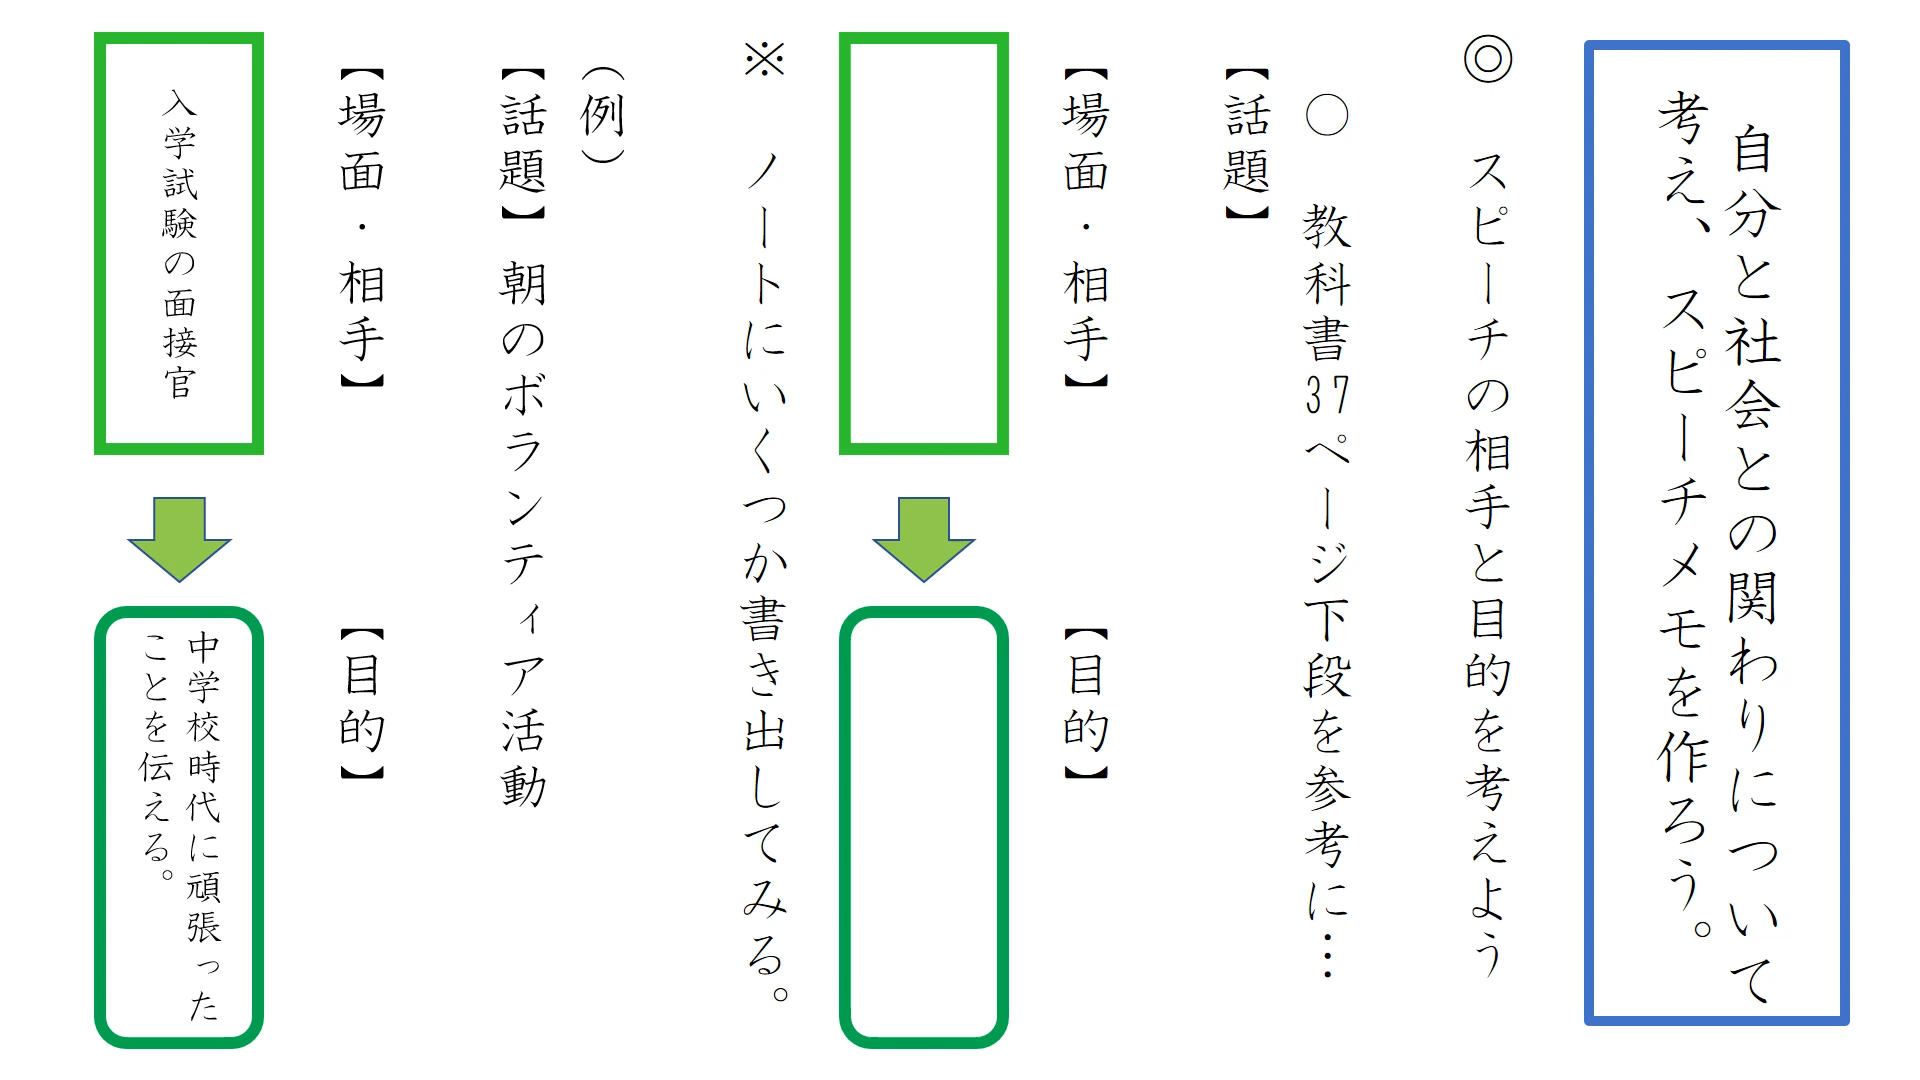 自分と社会との関わりについて
考え、スピーチメモを作ろう。
◎　スピーチの相手と目的を考えよう
○　教科書37ページ下段を参考に…
【話題】
【場面・相手】　　　　【目的】
※　ノートにいくつか書き出してみる。
（例）
【話題】朝のボランティア活動
【場面・相手】　　　　【目的】
入学試験の面接官
中学校時代に頑張った
ことを伝える。